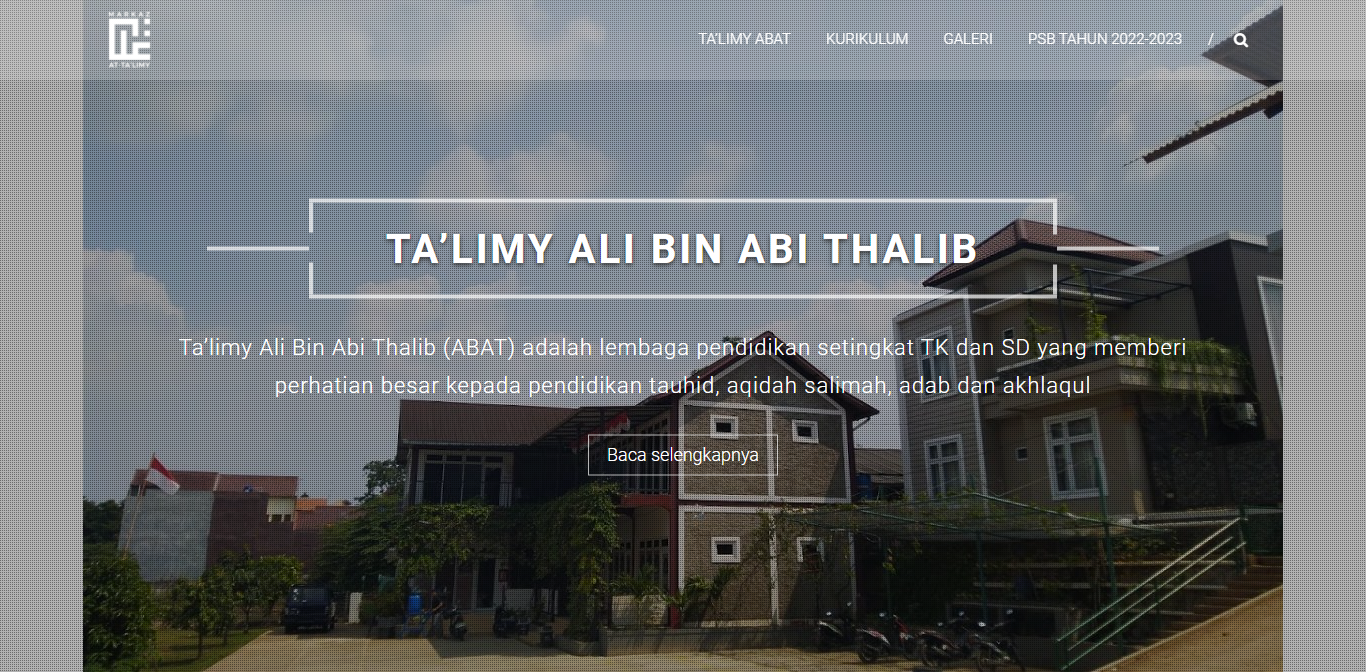 MARKAZ
AT TA'LIMY
TA'LIMY ABAT
KURIKULUM
GALERI
PSB TAHUN 2022-2023
/
TA’LIMY ALI BIN ABI THALIB
Ta’limy Ali Bin Abi Thalib (ABAT) adalah lembaga pendidikan setingkat TK dan SD yang memberi
perhatian besar kepada pendidikan tauhid, aqidah salimah, adab dan akhlaqul
Baca selengkapnya